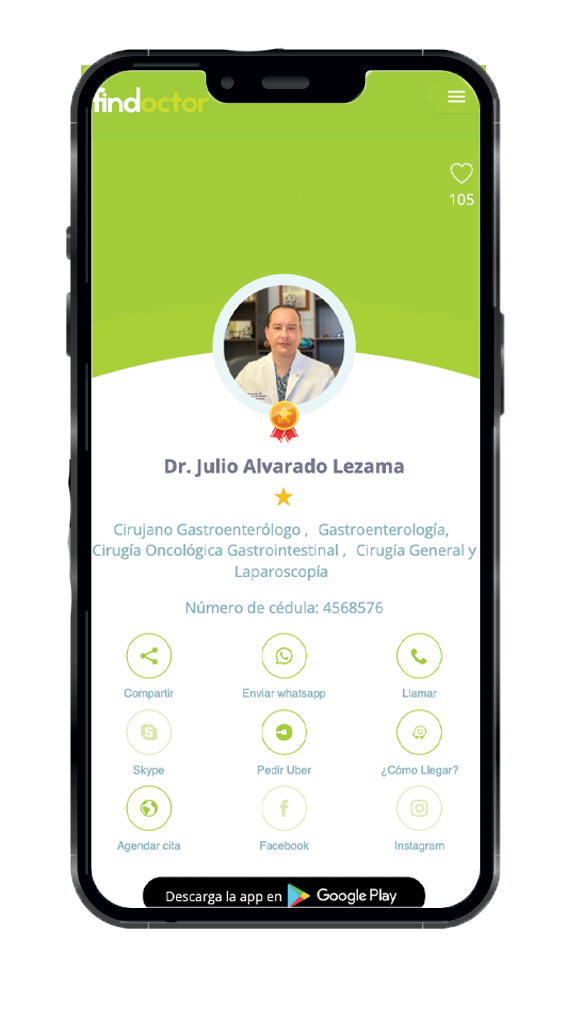 findoctor
105
Dr. Julio Alvarado Lezama
Cirujano Gastroenterólogo , Gastroenterología,
Cirugía Oncológica Gastrointestinal , Cirugía General y
Laparoscopía
Número de cédula: 4568576
Compartir Enviar whatsapp Llamar
Skype Pedir Uber ¿Cómo Llegar?
Agendar cita Facebook Instagram
Descarga la app en Google Play